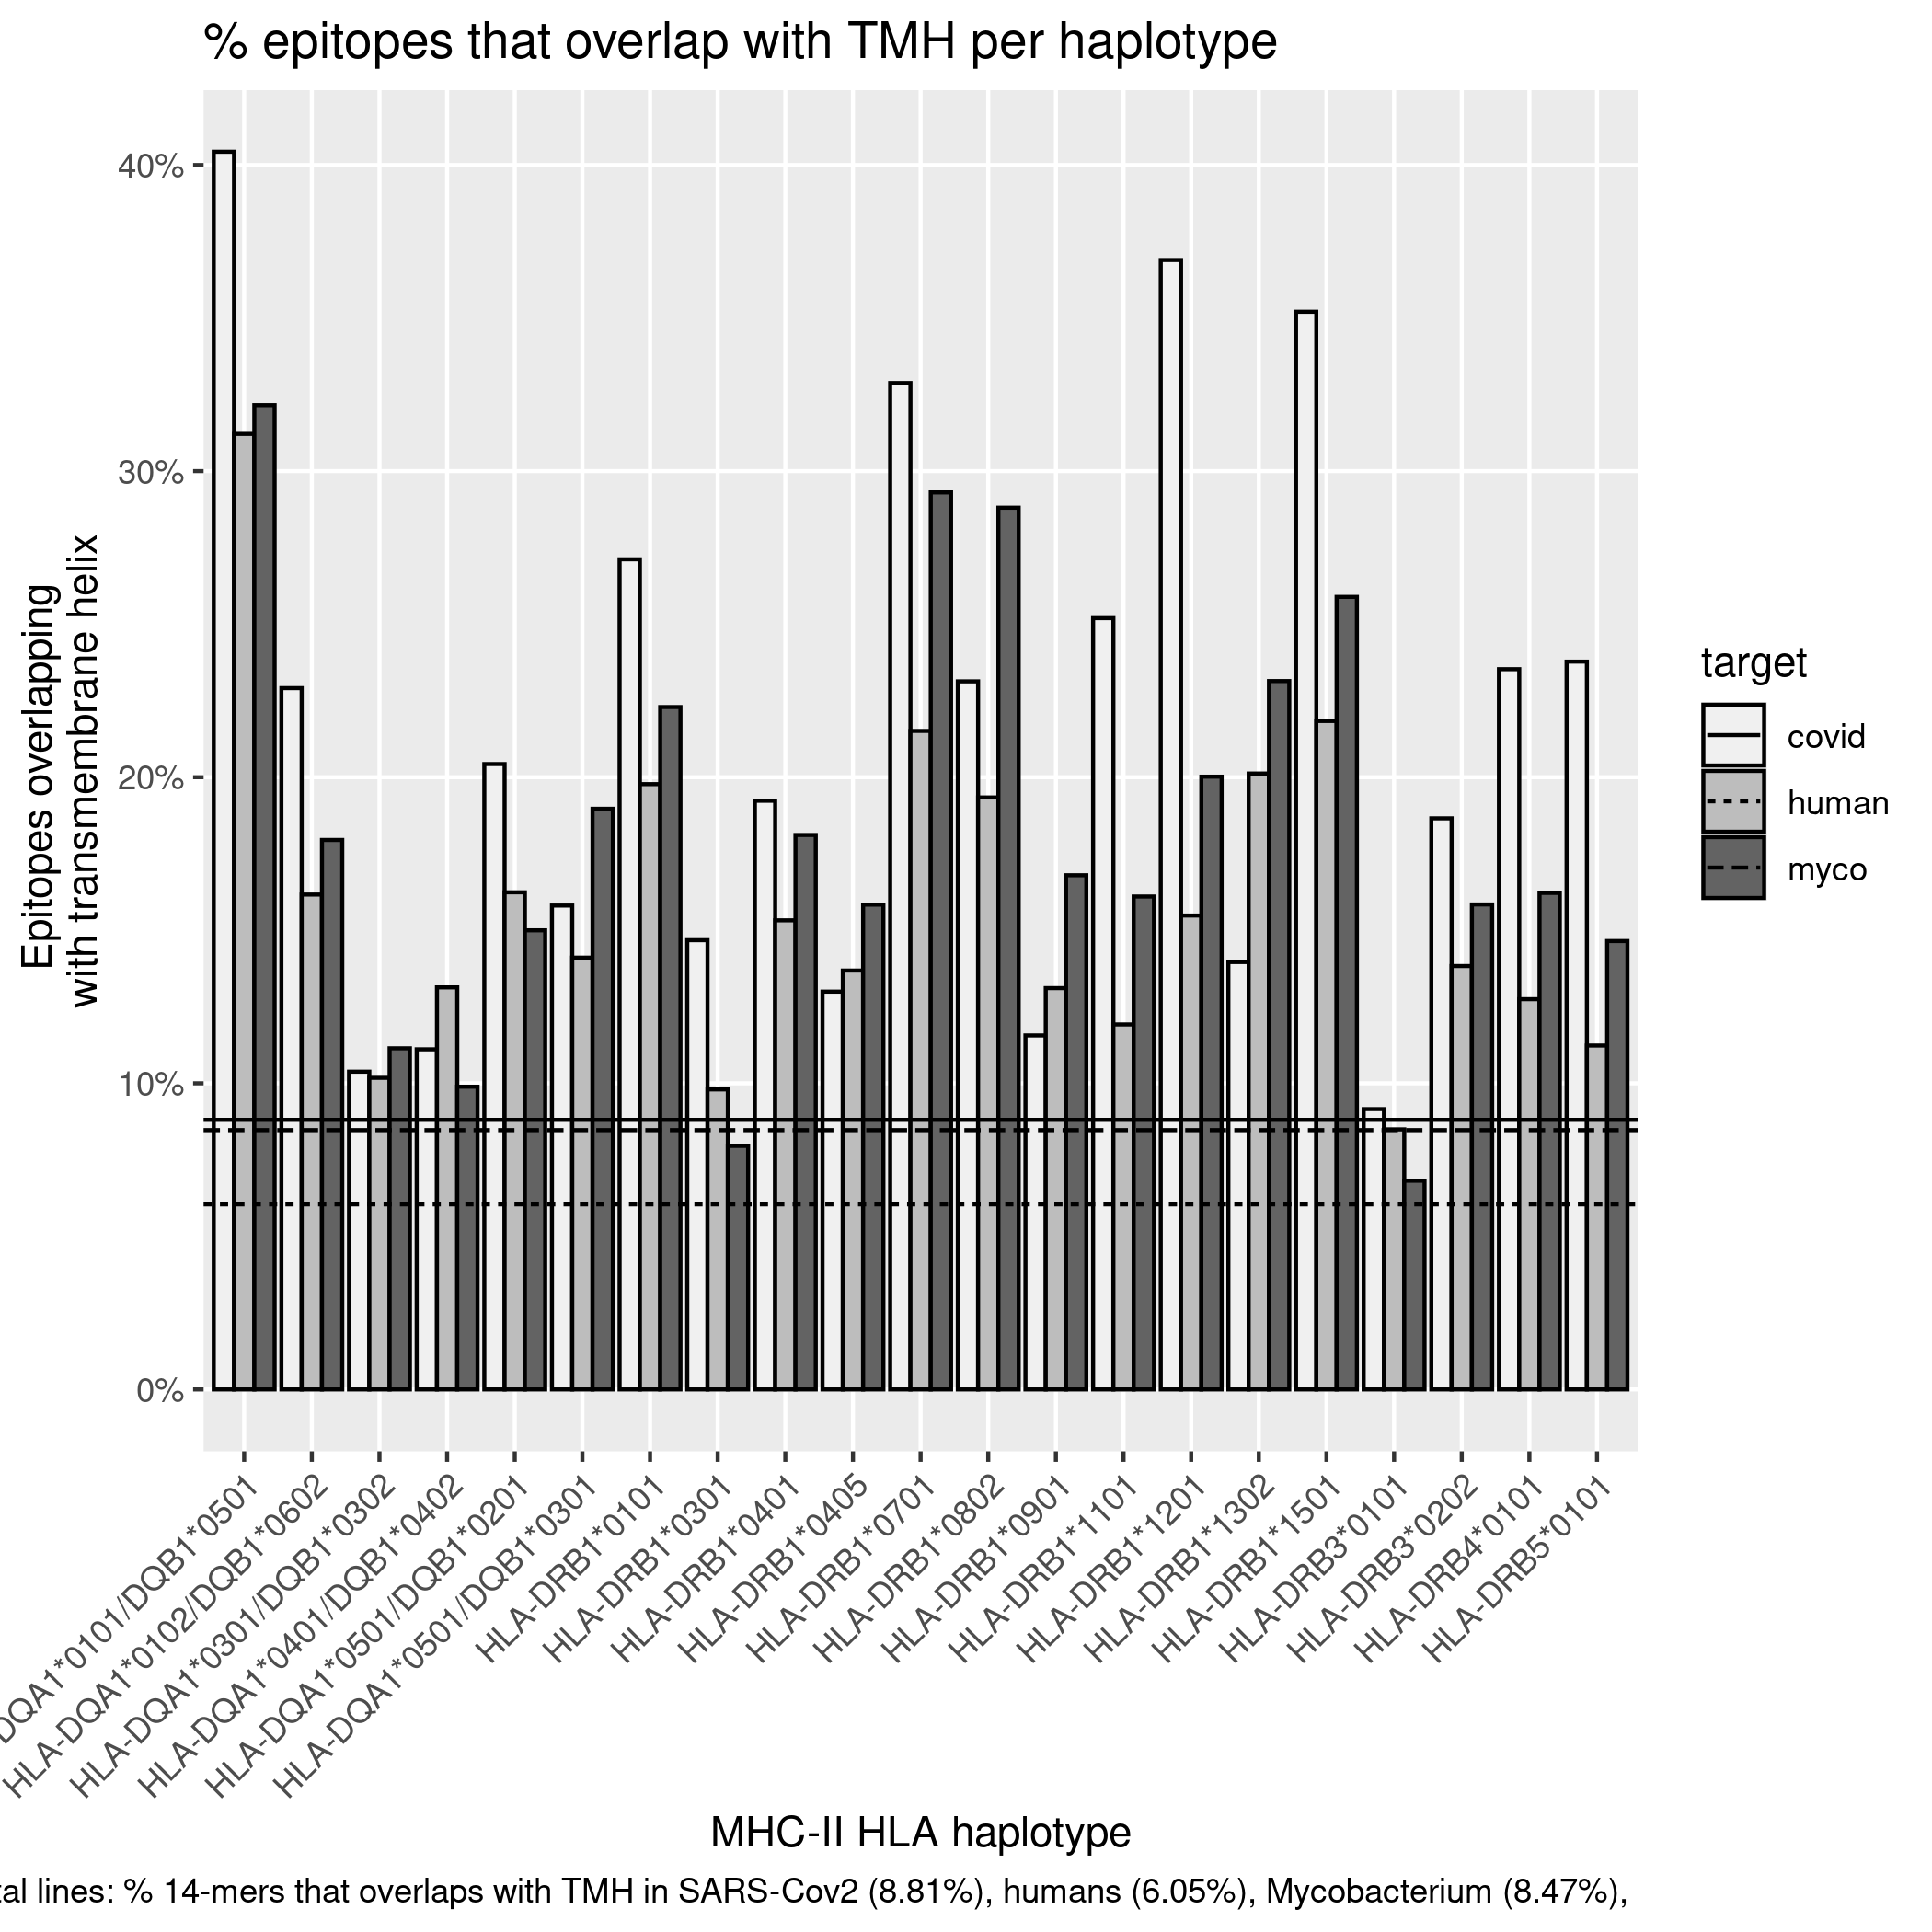 % epitopes that overlap with TMH per haplotype
Epitopes overlapping
with transmembrane helix
40%
30%
20%
10%
0%
DQA1*0101/DQB1*0501
HLA-DQA1*0102/DQB1*0602
HLA-DQA1*0301/DQB1*0302
HLA-DQA1*0401/DQB1*0402
HLA-DQA1*0501/DQB1*0201
HLA-DQA1*0501/DQB1*0301
HLA-DRB1*0101
HLA-DRB1*0301
HLA-DRB1*0401
HLA-DRB1*0405
HLA-DRB1*0701
HLA-DRB1*0802
HLA-DRB1*0901
HLA-DRB1*1101
HLA-DRB1*1201
HLA-DRB1*1302
HLA-DRB1*1501
HLA-DRB3*0101
HLA-DRB3*0202
HLA-DRB4*0101
HLA-DRB5*0101
MHC-II HLA haplotype
target
covid
human
myco
tal lines: % 14-mers that overlaps with TMH in SARS-Cov2 (8.81%), humans (6.05%), Mycobacterium (8.47%),